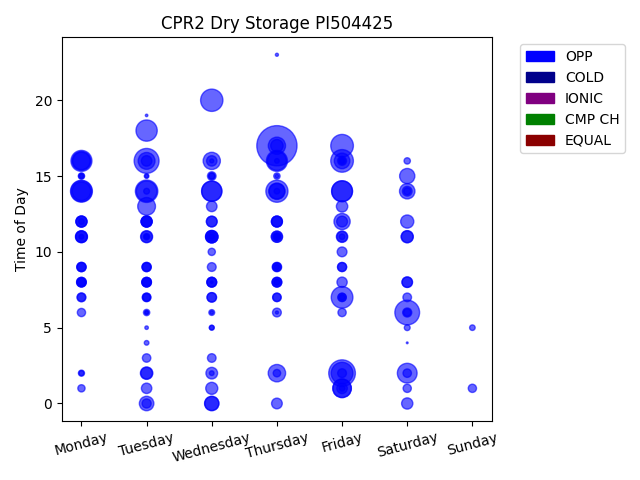 CPR2 Dry Storage PI504425
OPP
COLD
IONIC
CMP CH
EQUAL
Time of Day
20
15
10
5
0
Monday
Tuesday
Wednesday
Thursday
Friday
Saturday
Sunday